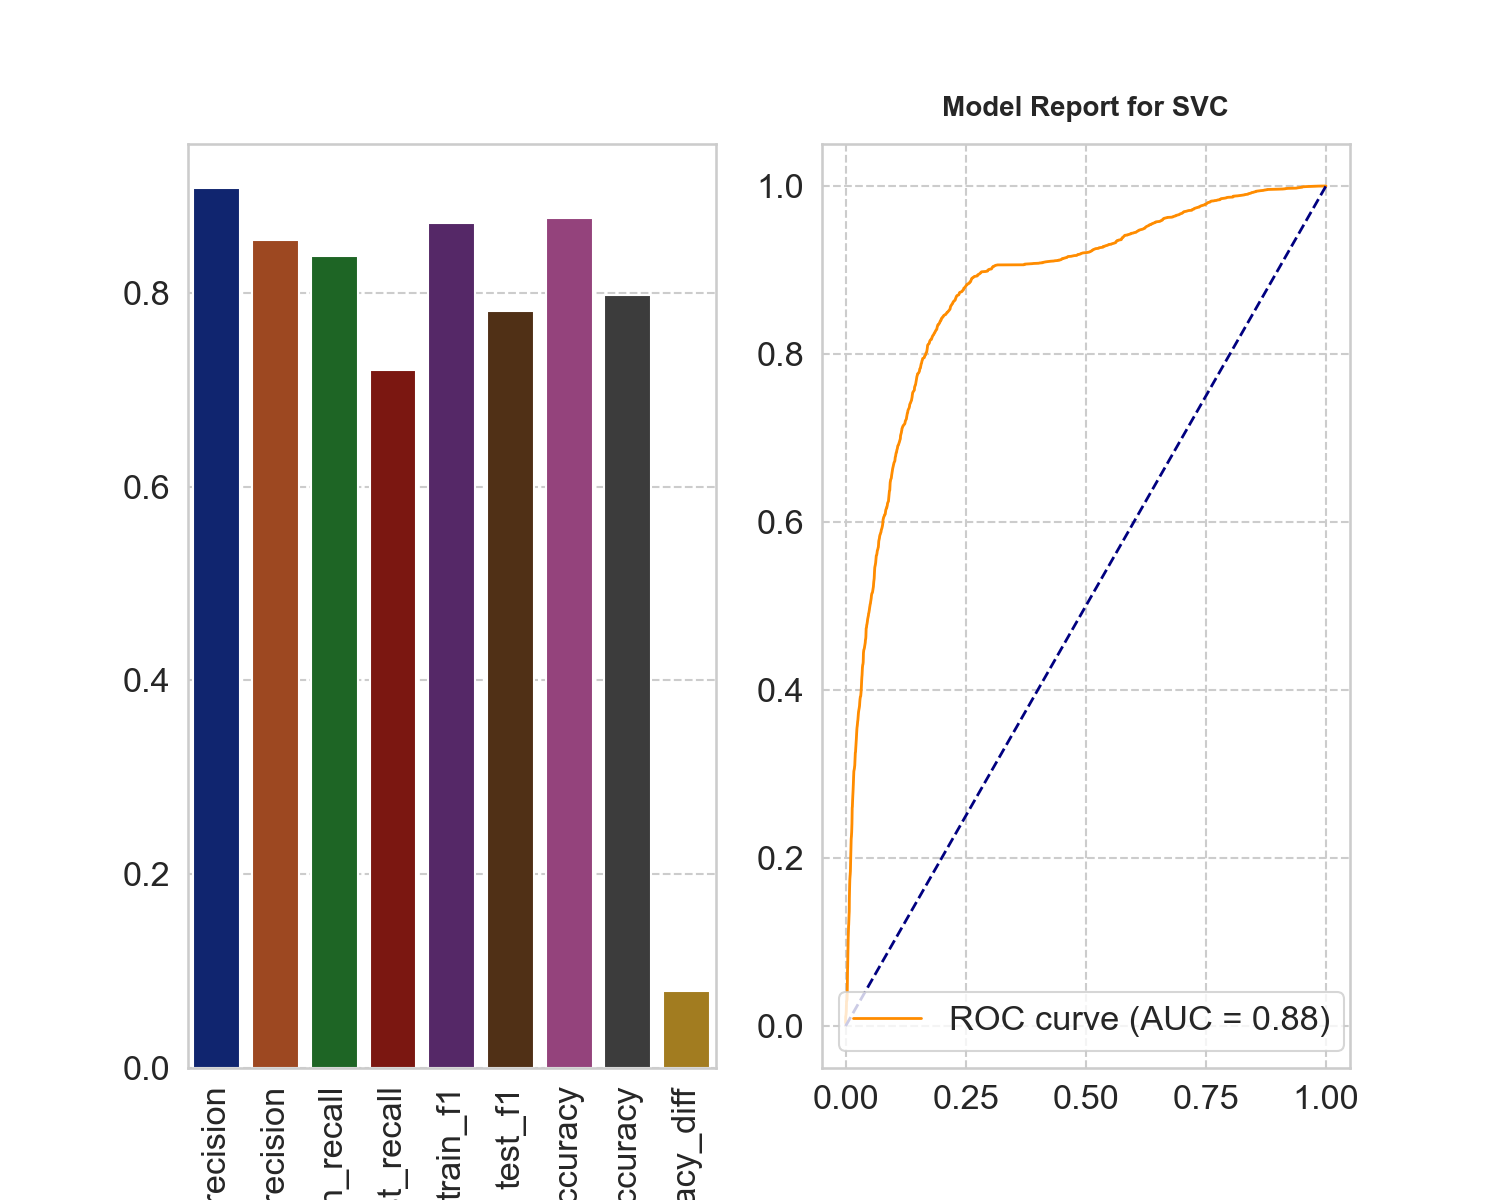 Model Report for SVC
0.8
0.6
0.4
0.2
0.0
recision
recision
n_recall
t_recall
train_f1
test_f1
ccuracy
ccuracy
acy_diff
1.0
0.8
0.6
0.4
0.2
0.0
ROC curve (AUC = 0.88)
0.00 0.25 0.50 0.75 1.00